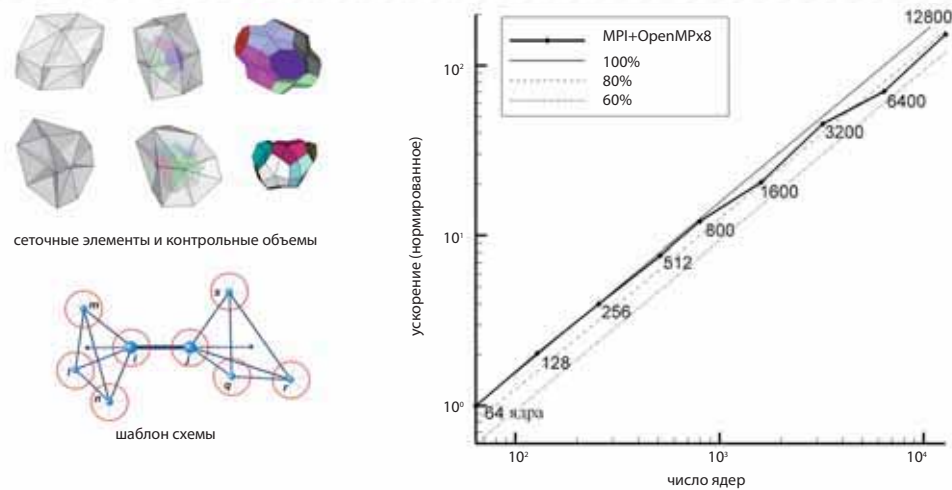 сеточные элементы и контрольные объемы
m
s
i
j
l
n
q
r
шаблон схемы
MPI+OpenMPx8
100%
80%
60%
ускорение (нормированное)
10²
10¹
10⁰
64 ядра
128
256
512
800
1600
3200
6400
12800
10²
10³
10⁴
число ядер